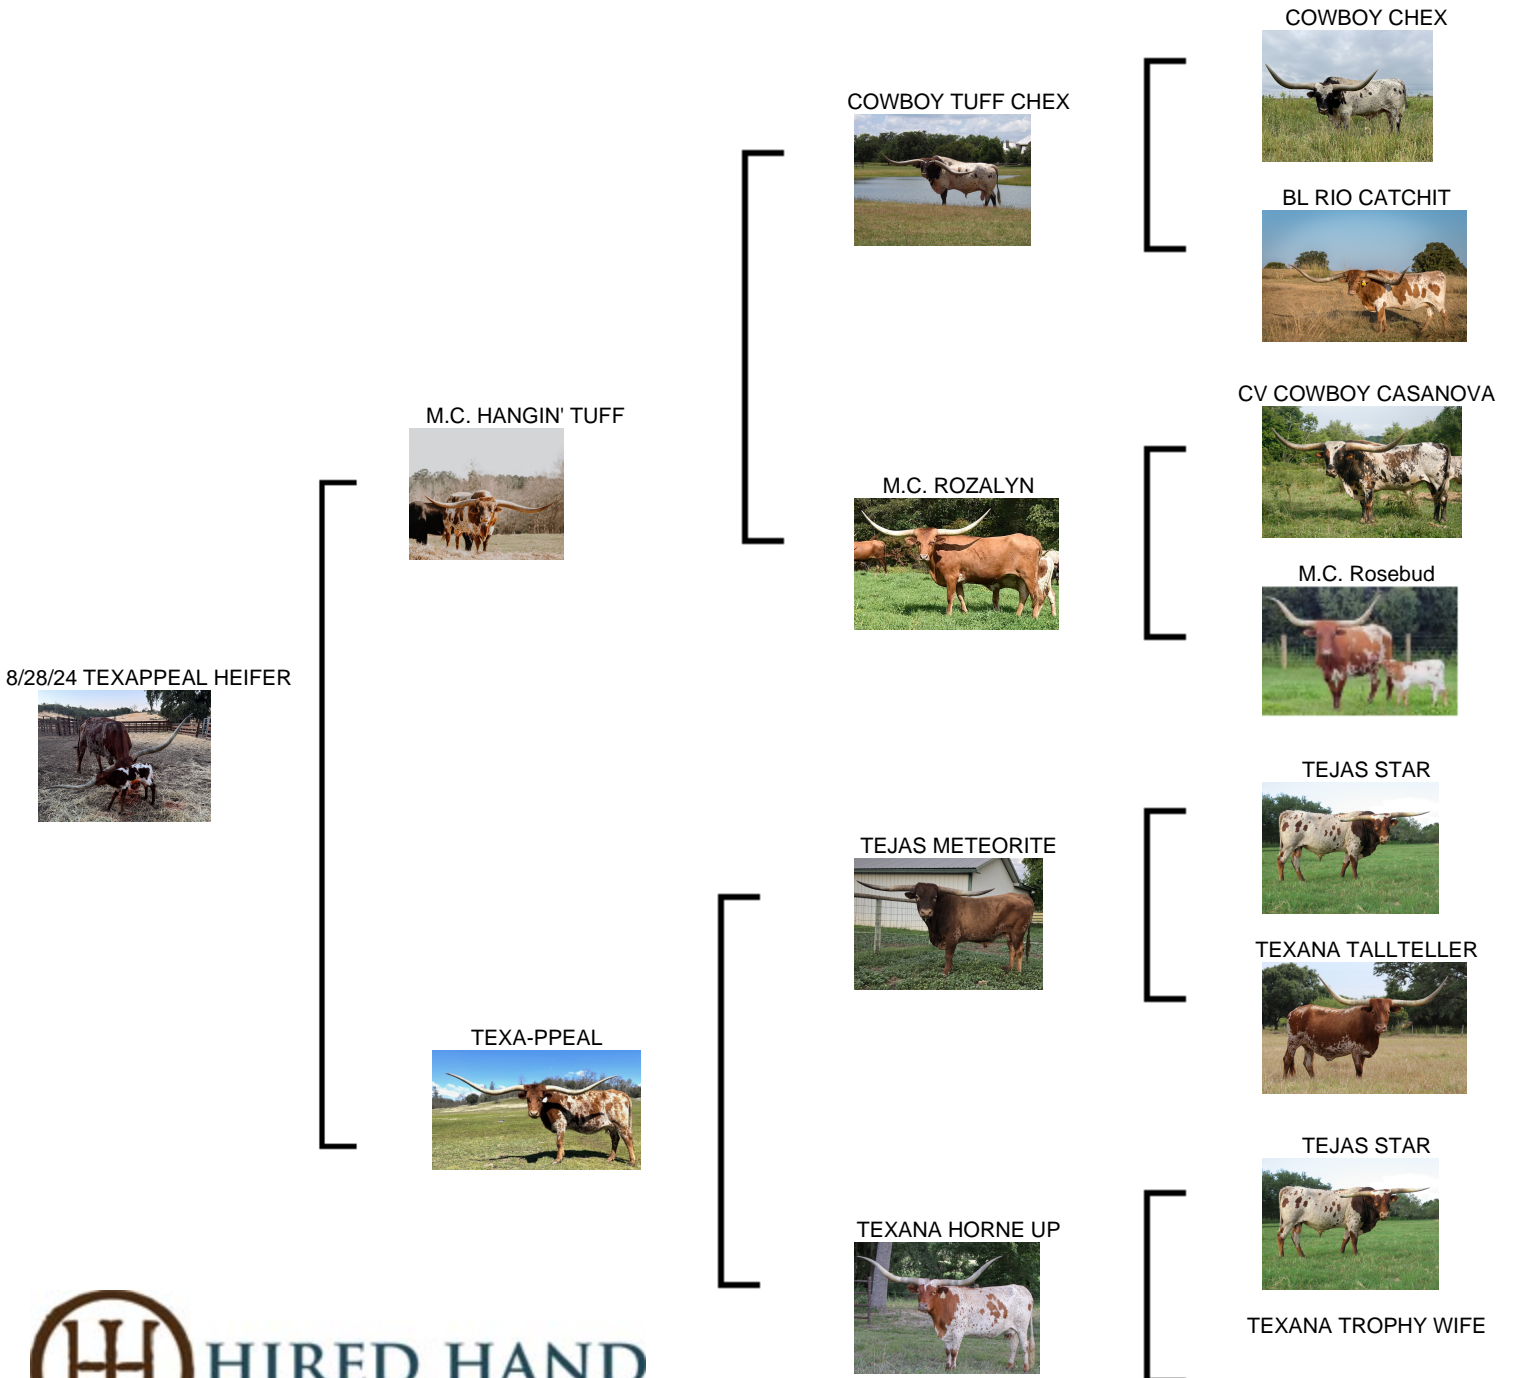 COWBOY CHEX
COWBOY TUFF CHEX
BL RIO CATCHIT
CV COWBOY CASANOVA
M.C. HANGIN' TUFF
M.C. ROZALYN
M.C. Rosebud
8/28/24 TEXAPPEAL HEIFER
TEJAS STAR
TEJAS METEORITE
TEXANA TALLTELLER
TEXA-PPEAL
TEJAS STAR
TEXANA HORNE UP
TEXANA TROPHY WIFE
HIRED HAND